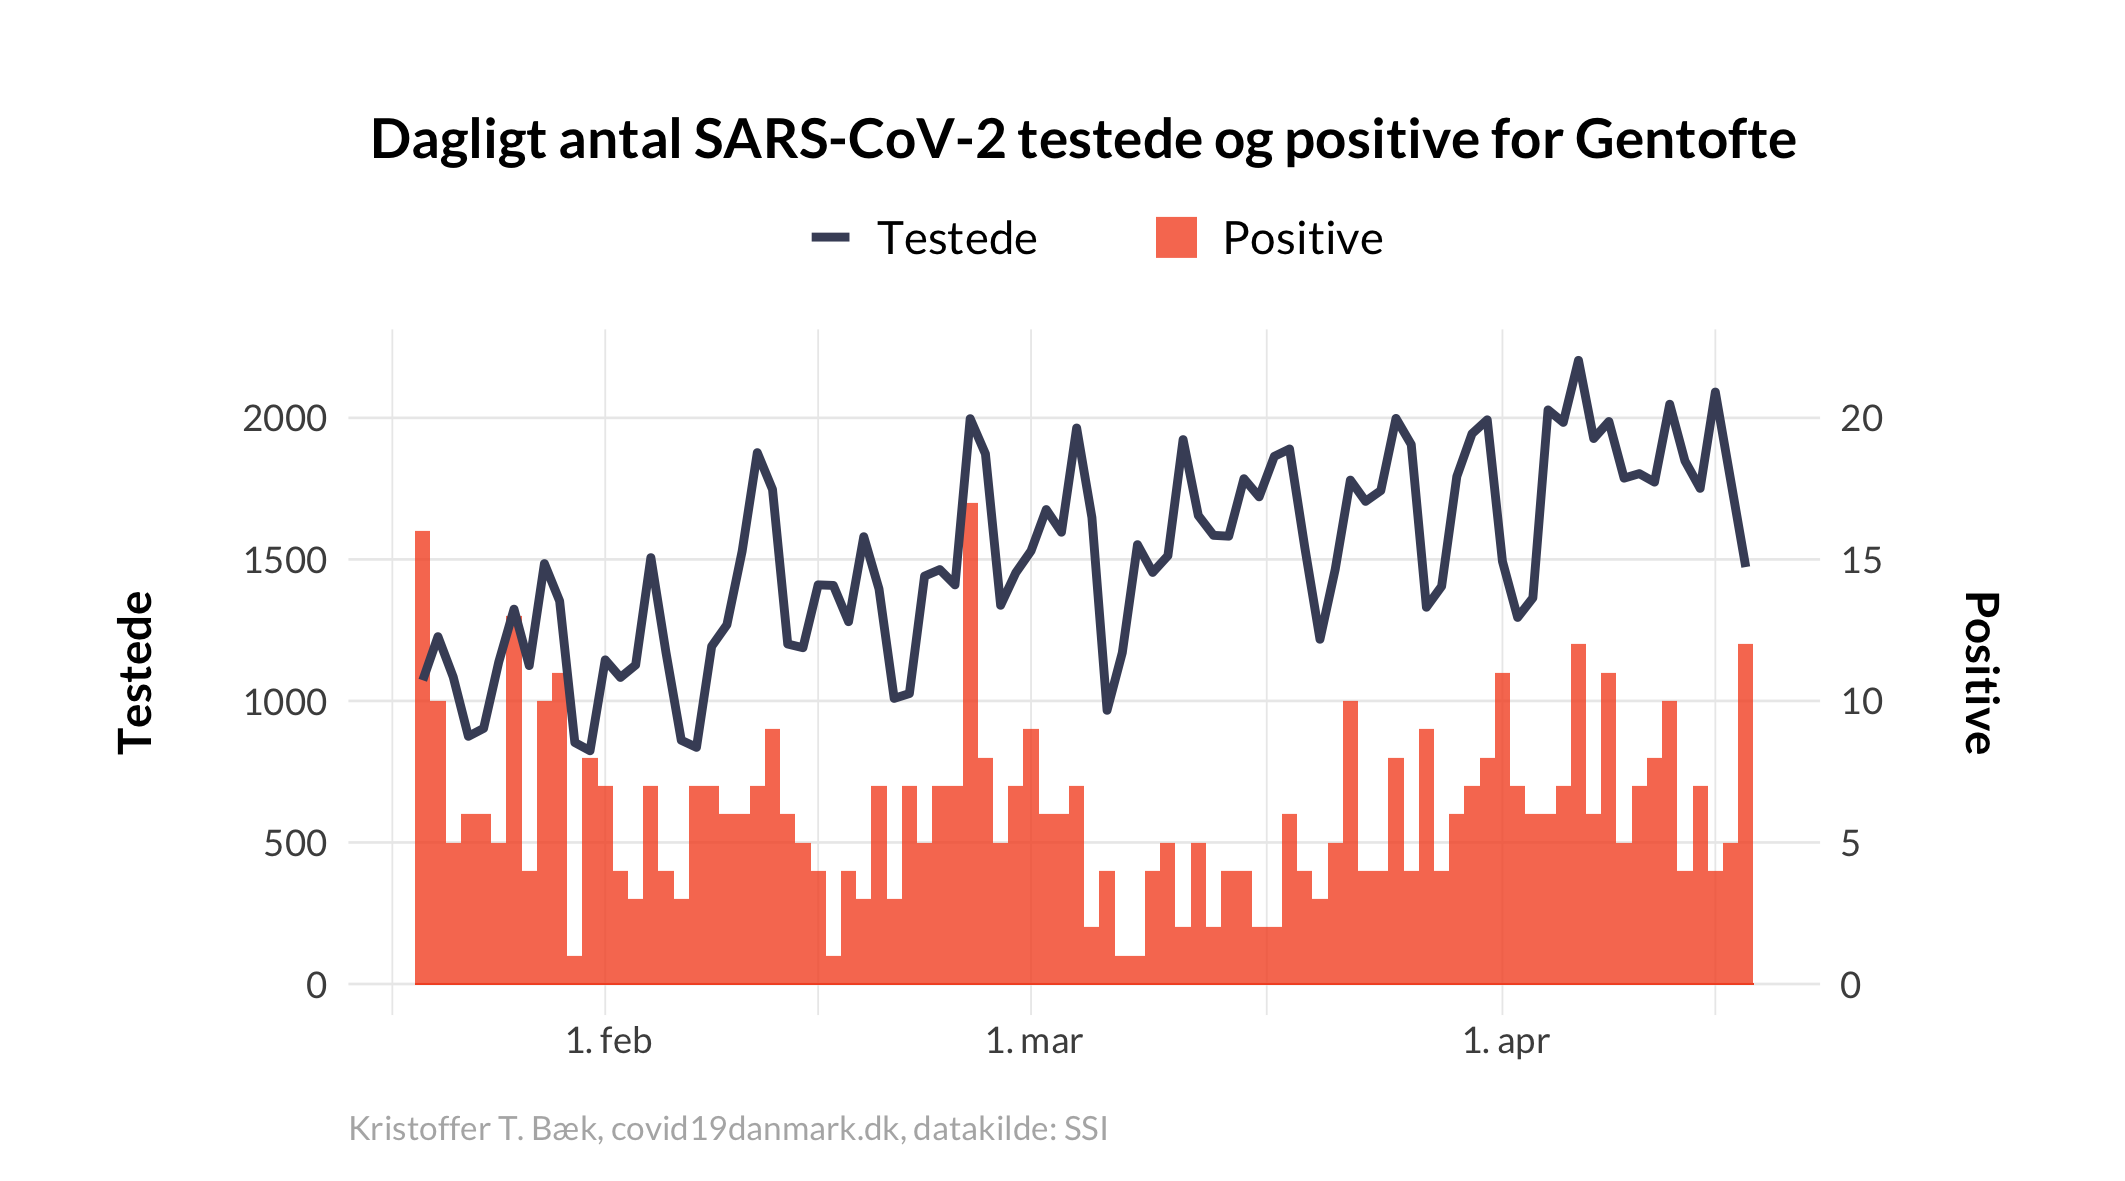 Dagligt antal SARS-CoV-2 testede og positive for Gentofte
Testede Positive
2000 20
1500 15
1000 10
500 5
0 0
Testede
Positive
1. feb 1. mar 1. apr
Kristoffer T. Bæk, covid19danmark.dk, datakilde: SSI